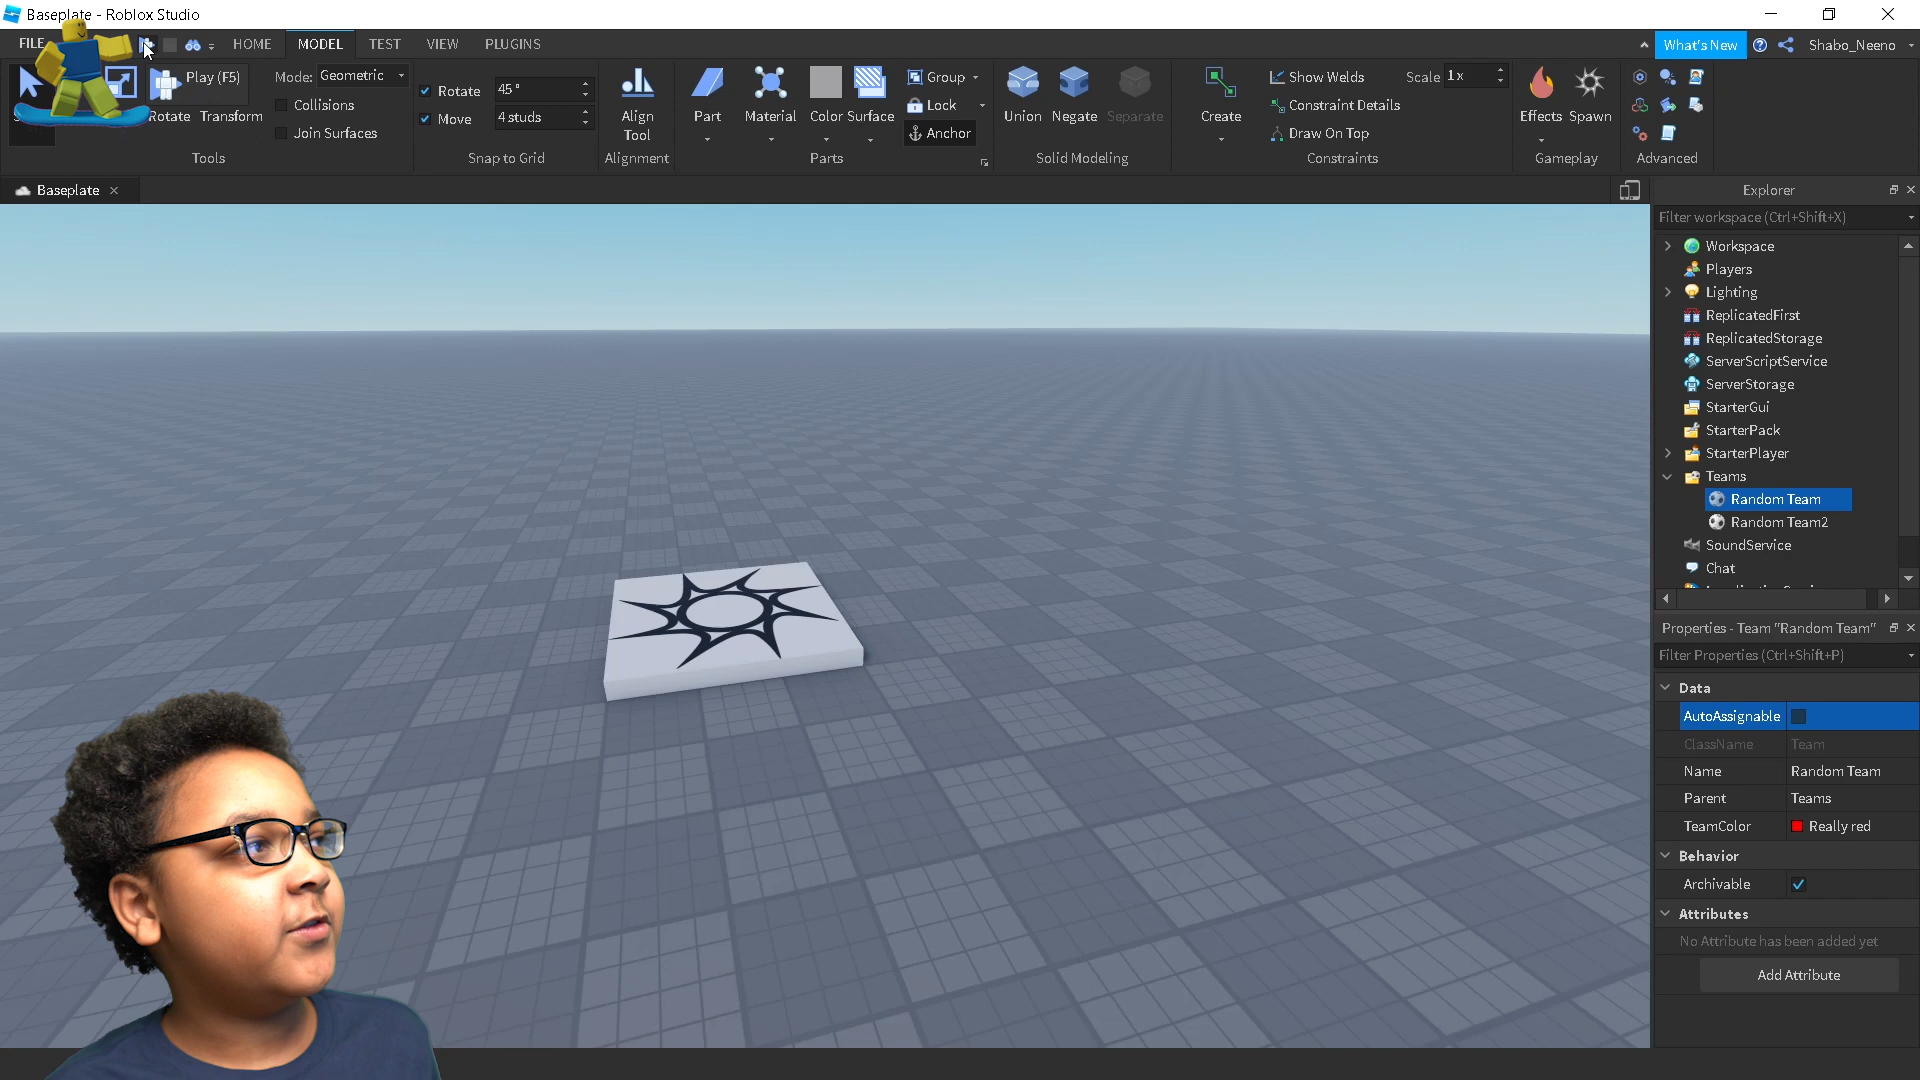 Baseplate - Roblox Studio
FILE
HOME
MODEL
TEST
VIEW
PLUGINS
What's New
Shabo_Neeno
Play (F5)
Rotate
Transform
Tools
Mode: Geometric
Collisions
Join Surfaces
Rotate
45 °
Move
4 studs
Snap to Grid
Align
Tool
Alignment
Part
Material
Color
Surface
Group
Lock
Anchor
Parts
Union
Negate
Separate
Solid Modeling
Create
Show Welds
Scale 1x
Constraint Details
Draw On Top
Constraints
Effects
Spawn
Gameplay
Advanced
Baseplate
Explorer
Filter workspace (Ctrl+Shift+X)
Workspace
Players
Lighting
ReplicatedFirst
ReplicatedStorage
ServerScriptService
ServerStorage
StarterGui
StarterPack
StarterPlayer
Teams
Random Team
Random Team2
SoundService
Chat
Properties - Team "Random Team"
Filter Properties (Ctrl+Shift+P)
Data
AutoAssignable
ClassName Team
Name Random Team
Parent Teams
TeamColor Really red
Behavior
Archivable
Attributes
No Attribute has been added yet
Add Attribute